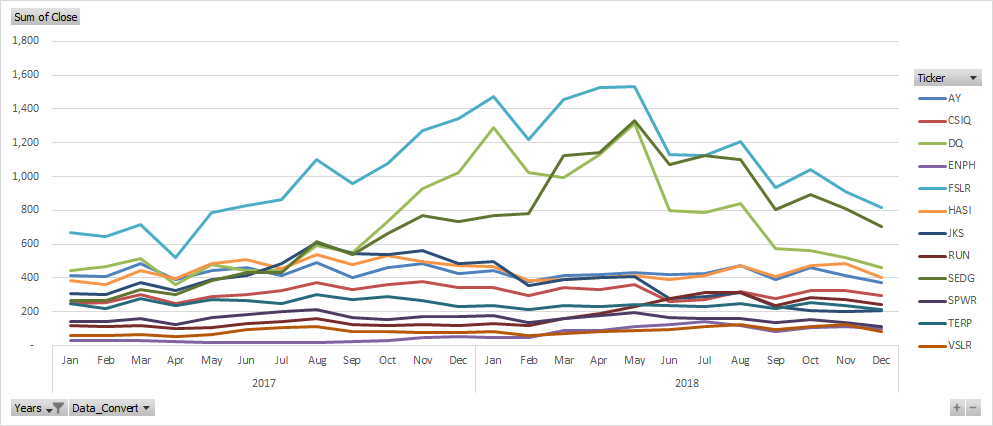 Sum of Close
1,800
1,600
1,400
1,200
1,000
800
600
400
200
-
Jan Feb Mar Apr May Jun Jul Aug Sep Oct Nov Dec Jan Feb Mar Apr May Jun Jul Aug Sep Oct Nov Dec
2017 2018
Ticker
AY
CSIQ
DQ
ENPH
FSLR
HASI
JKS
RUN
SEDG
SPWR
TERP
VSLR
Years Data_Convert + −